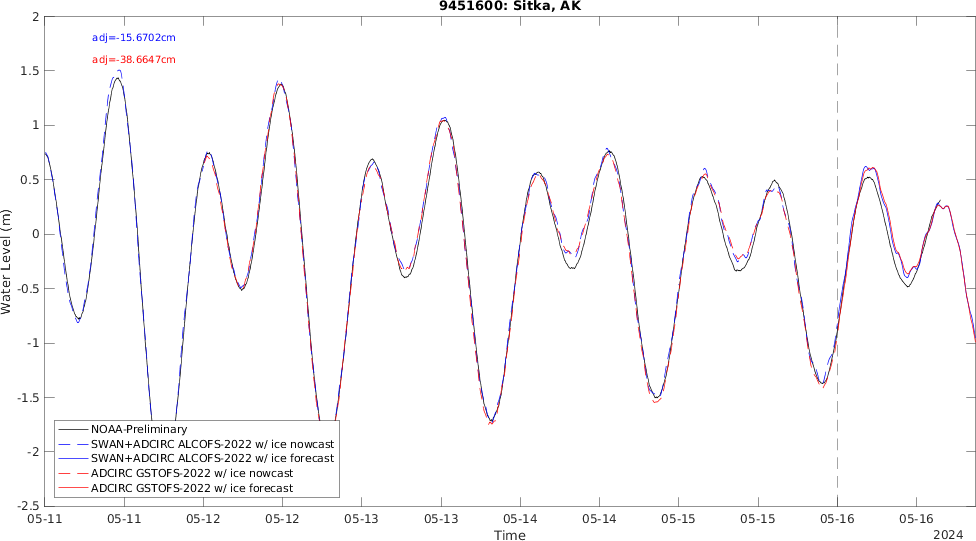 9451600: Sitka, AK
adj=-15.6702cm
adj=-38.6647cm
2
1.5
1
0.5
0
-0.5
-1
-1.5
-2
-2.5
Water Level (m)
NOAA-Preliminary
SWAN+ADCIRC ALCOFS-2022 w/ ice nowcast
SWAN+ADCIRC ALCOFS-2022 w/ ice forecast
ADCIRC GSTOFS-2022 w/ ice nowcast
ADCIRC GSTOFS-2022 w/ ice forecast
05-11 05-11 05-12 05-12 05-13 05-13 05-14 05-14 05-15 05-15 05-16 05-16
Time
2024